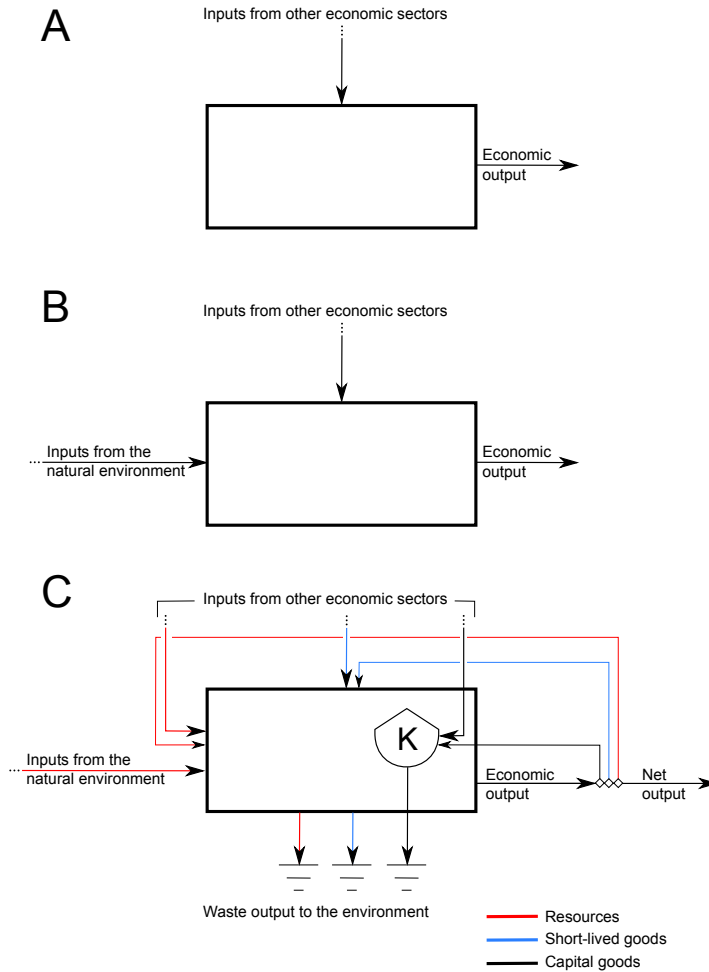 A
Inputs from other economic sectors
Economic
output
B
Inputs from other economic sectors
Inputs from the
natural environment
Economic
output
C
Inputs from other economic sectors
K
Inputs from the
natural environment
Economic
output
Net
output
Waste output to the environment
Resources
Short-lived goods
Capital goods